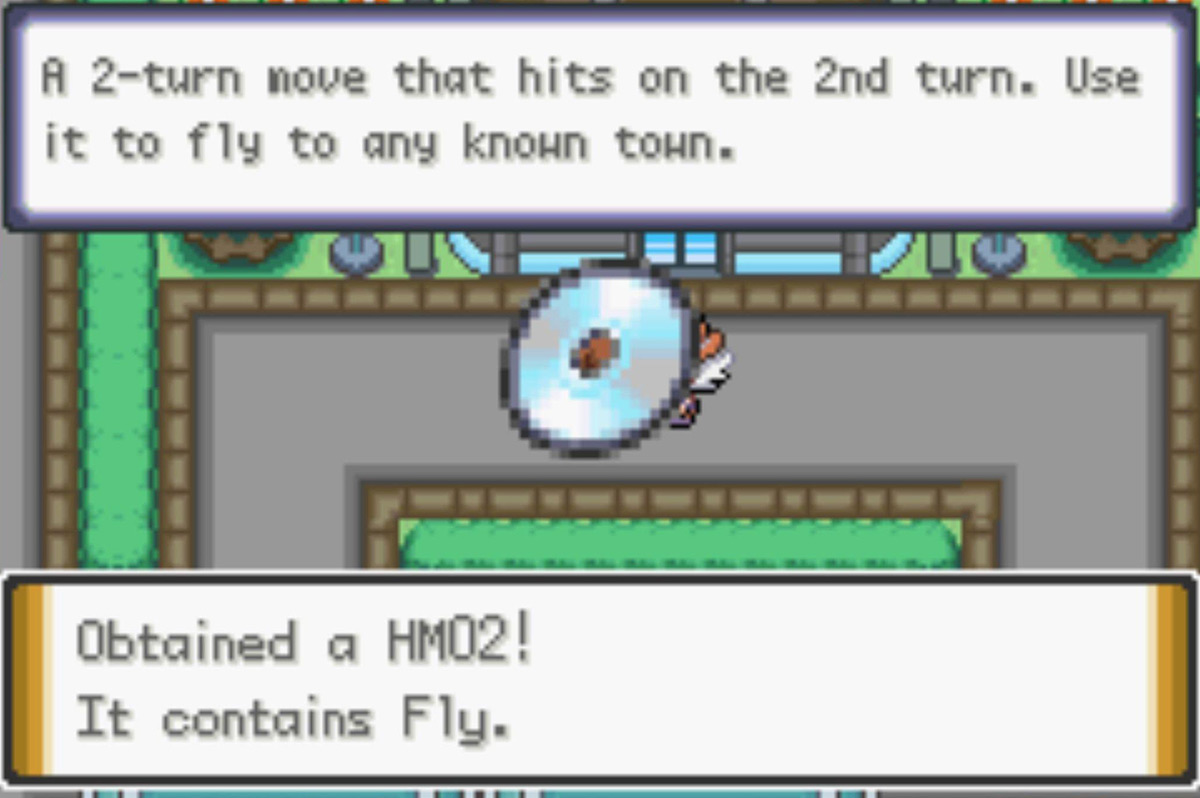 A 2-turn move that hits on the 2nd turn. Use
it to fly to any known town.
Obtained a HM02!
It contains Fly.